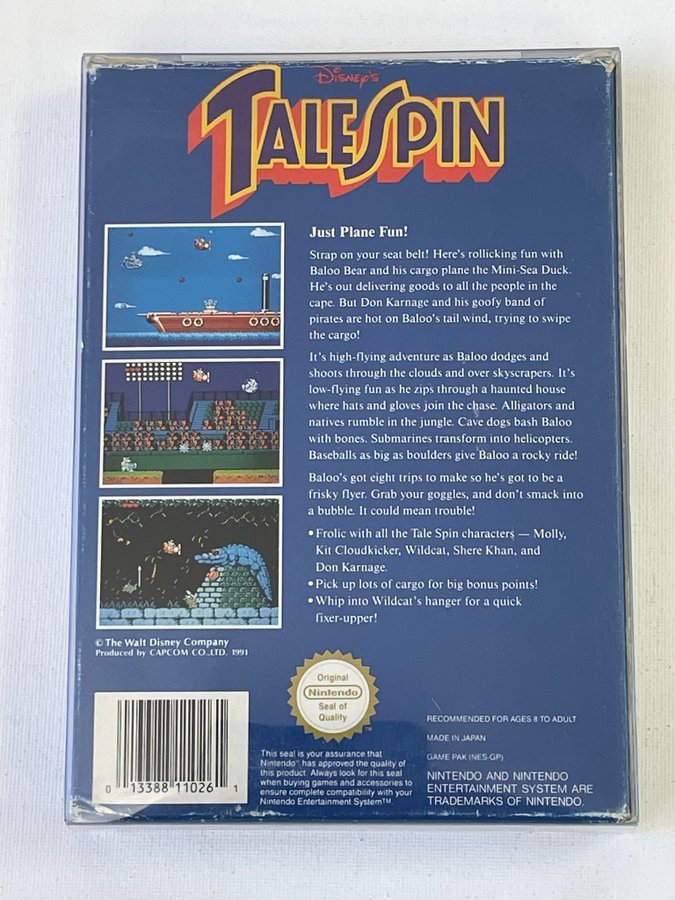 Disney's
TALESPIN
Just Plane Fun!
Strap on your seat belt! Here's rollicking fun with
Baloo Bear and his cargo plane the Mini-Sea Duck.
He's out delivering goods to all the people in the
cape. But Don Karnage and his goofy band of
pirates are hot on Baloo's tail wind, trying to swipe
the cargo!
It's high-flying adventure as Baloo dodges and
shoots through the clouds and over skyscrapers. It's
low-flying fun as he zips through a haunted house
where hats and gloves join the chase. Alligators and
natives rumble in the jungle. Cave dogs bash Baloo
with bones. Submarines transform into helicopters.
Baseballs as big as boulders give Baloo a rocky ride!
Baloo's got eight trips to make so he's got to be a
frisky flyer. Grab your goggles, and don't smack into
a bubble. It could mean trouble!
• Frolic with all the Tale Spin characters — Molly,
Kit Cloudkicker, Wildcat, Shere Khan, and
Don Karnage.
• Pick up lots of cargo for big bonus points!
• Whip into Wildcat's hanger for a quick
fixer-upper!
© The Walt Disney Company
Produced by CAPCOM CO.,LTD. 1991
Original
Nintendo
Seal of
Quality
TM
This seal is your assurance that
Nintendo® has approved the quality of
this product. Always look for this seal
when buying games and accessories to
ensure complete compatibility with your
Nintendo Entertainment System™
RECOMMENDED FOR AGES 8 TO ADULT
MADE IN JAPAN
GAME PAK (NES-GP)
NINTENDO AND NINTENDO
ENTERTAINMENT SYSTEM ARE
TRADEMARKS OF NINTENDO.
0 13388 11026 1